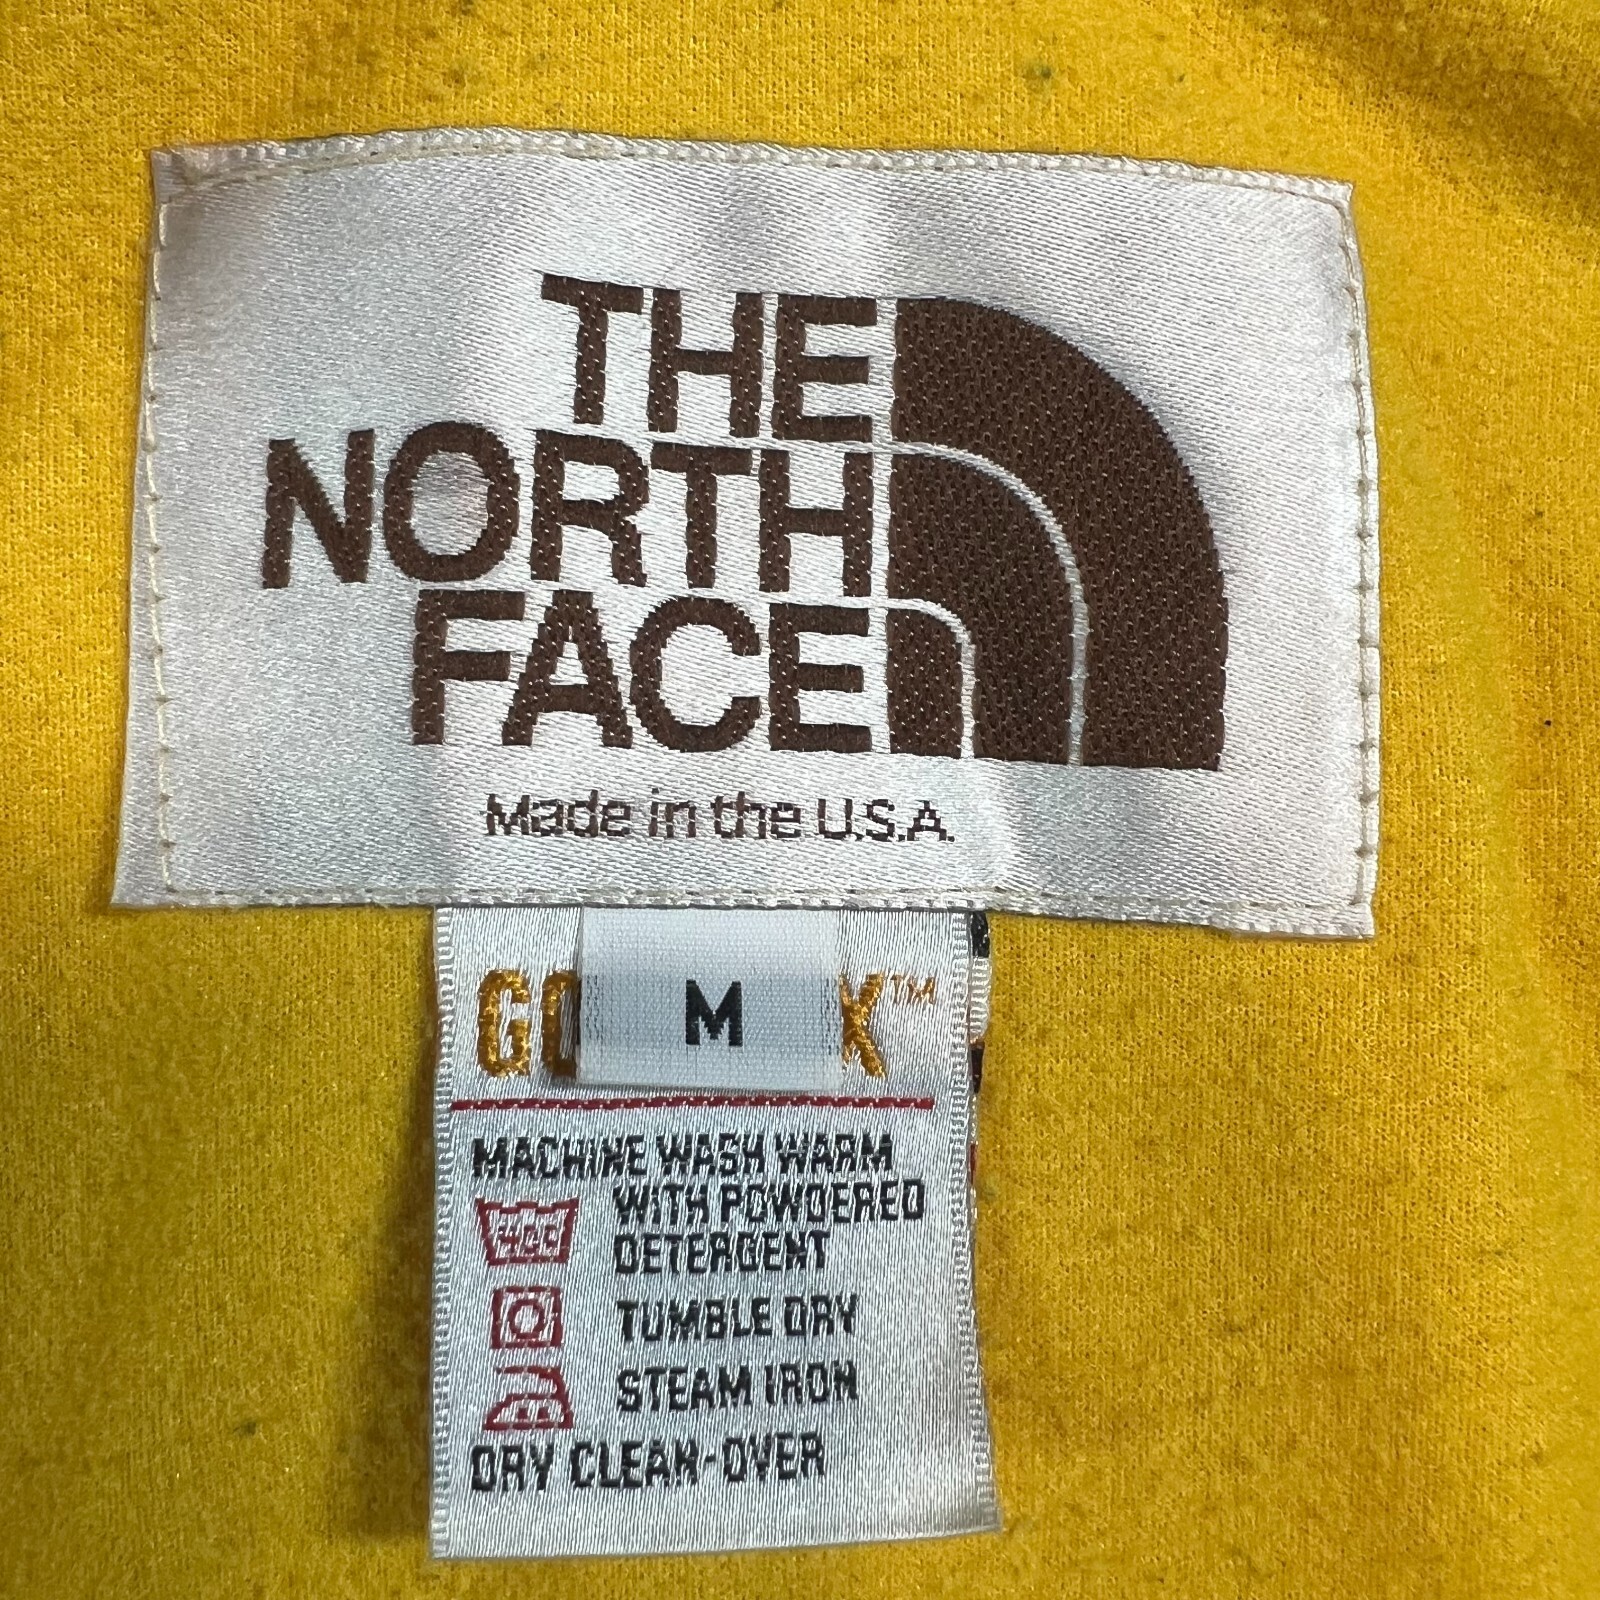 THE
NORTH
FACE
Made in the U.S.A.
M
MACHINE WASH WARM
WITH POWDERED
DETERGENT
TUMBLE DRY
STEAM IRON
DRY CLEAN-OVER